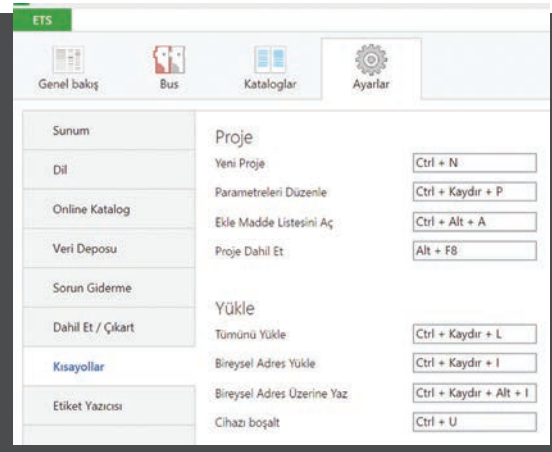 ETS
Genel bakış Bus Kataloglar Ayarlar
Sunum
Dil
Online Katalog
Veri Deposu
Sorun Giderme
Dahil Et / Çıkart
Kısayollar
Etiket Yazıcısı
Proje
Yeni Proje Ctrl + N
Parametreleri Düzenle Ctrl + Kaydır + P
Ekle Madde Listesini Aç Ctrl + Alt + A
Proje Dahil Et Alt + F8
Yükle
Tümünü Yükle Ctrl + Kaydır + L
Bireysel Adres Yükle Ctrl + Kaydır + I
Bireysel Adres Üzerine Yaz Ctrl + Kaydır + Alt + I
Cihazı boşalt Ctrl + U